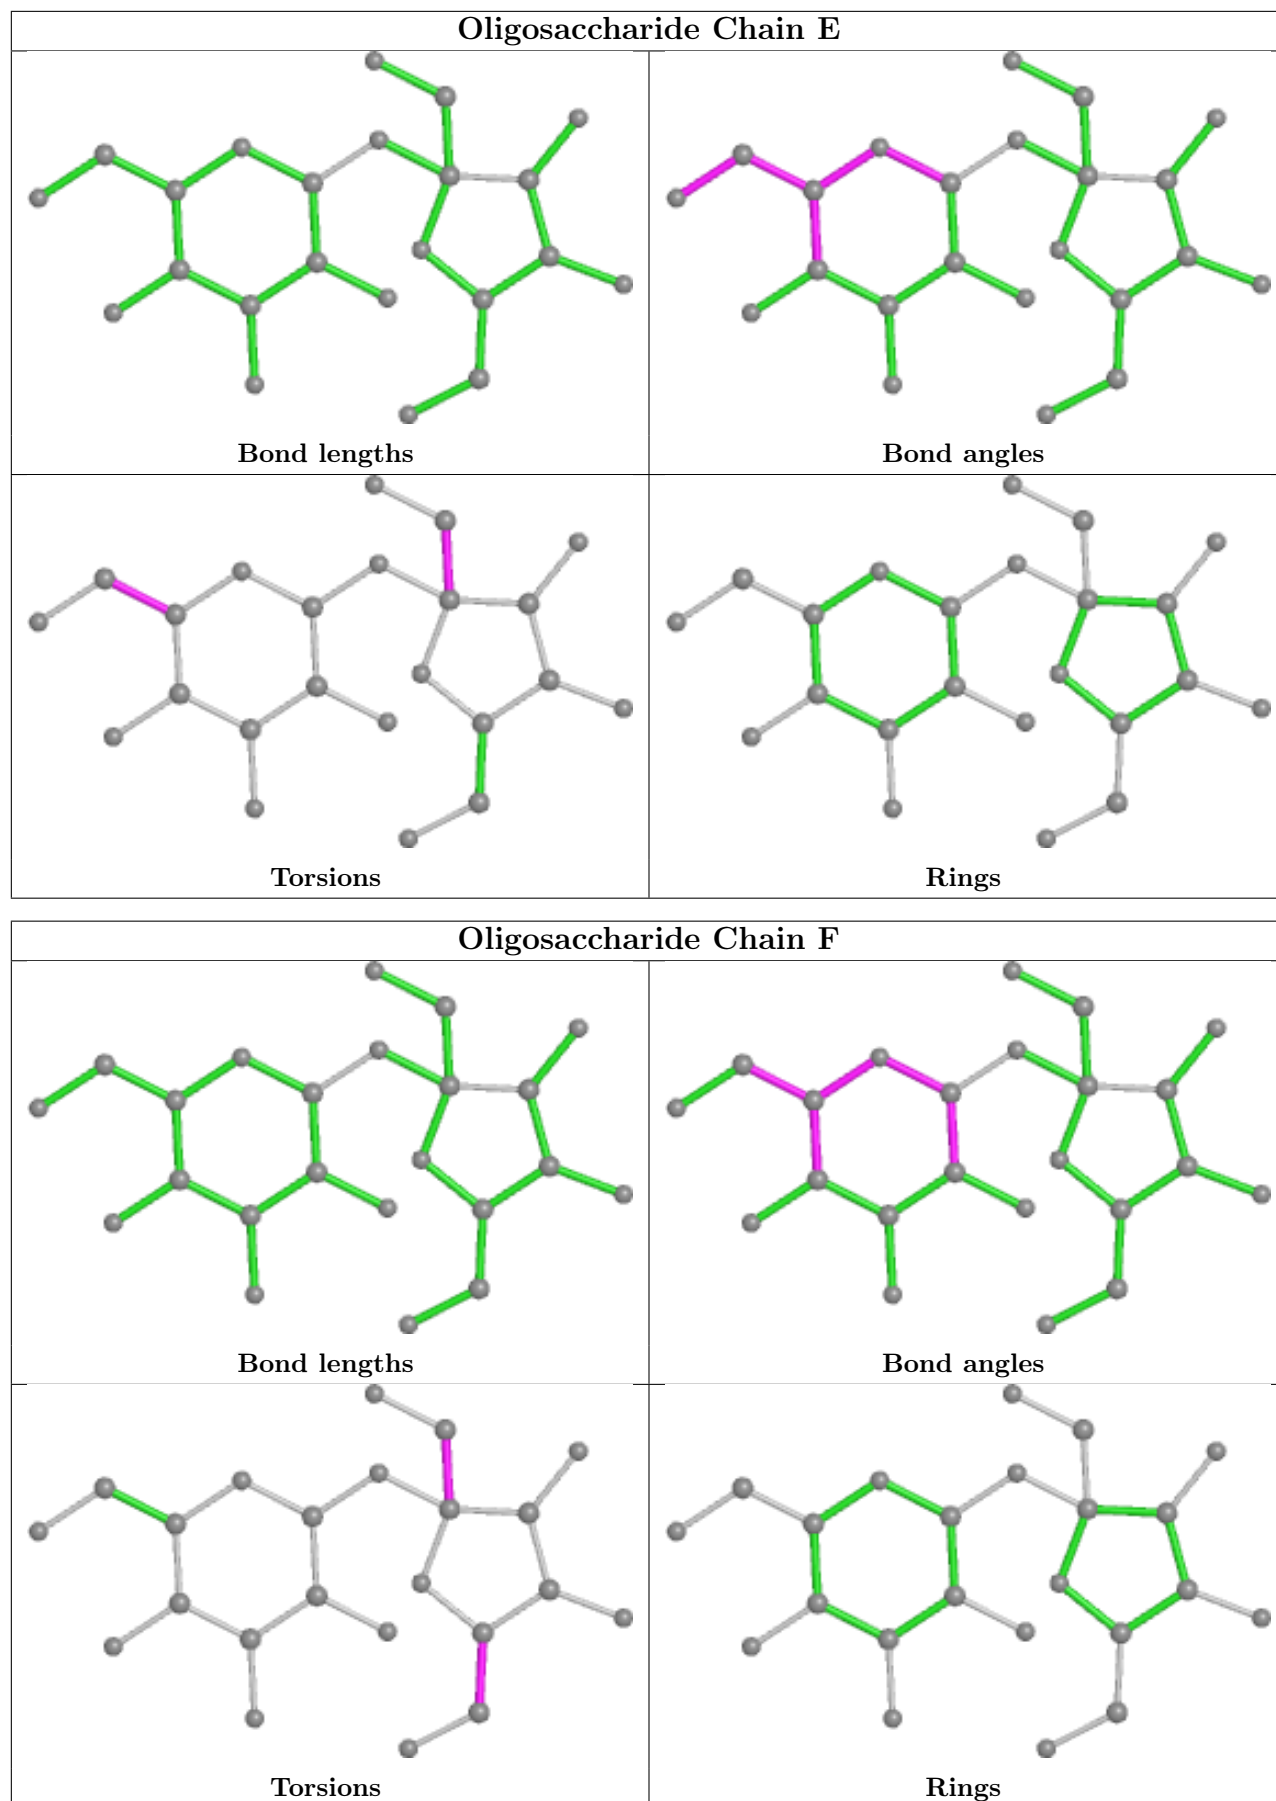 Oligosaccharide Chain E
Bond lengths
Bond angles
Torsions
Rings
Oligosaccharide Chain F
Bond lengths
Bond angles
Torsions
Rings